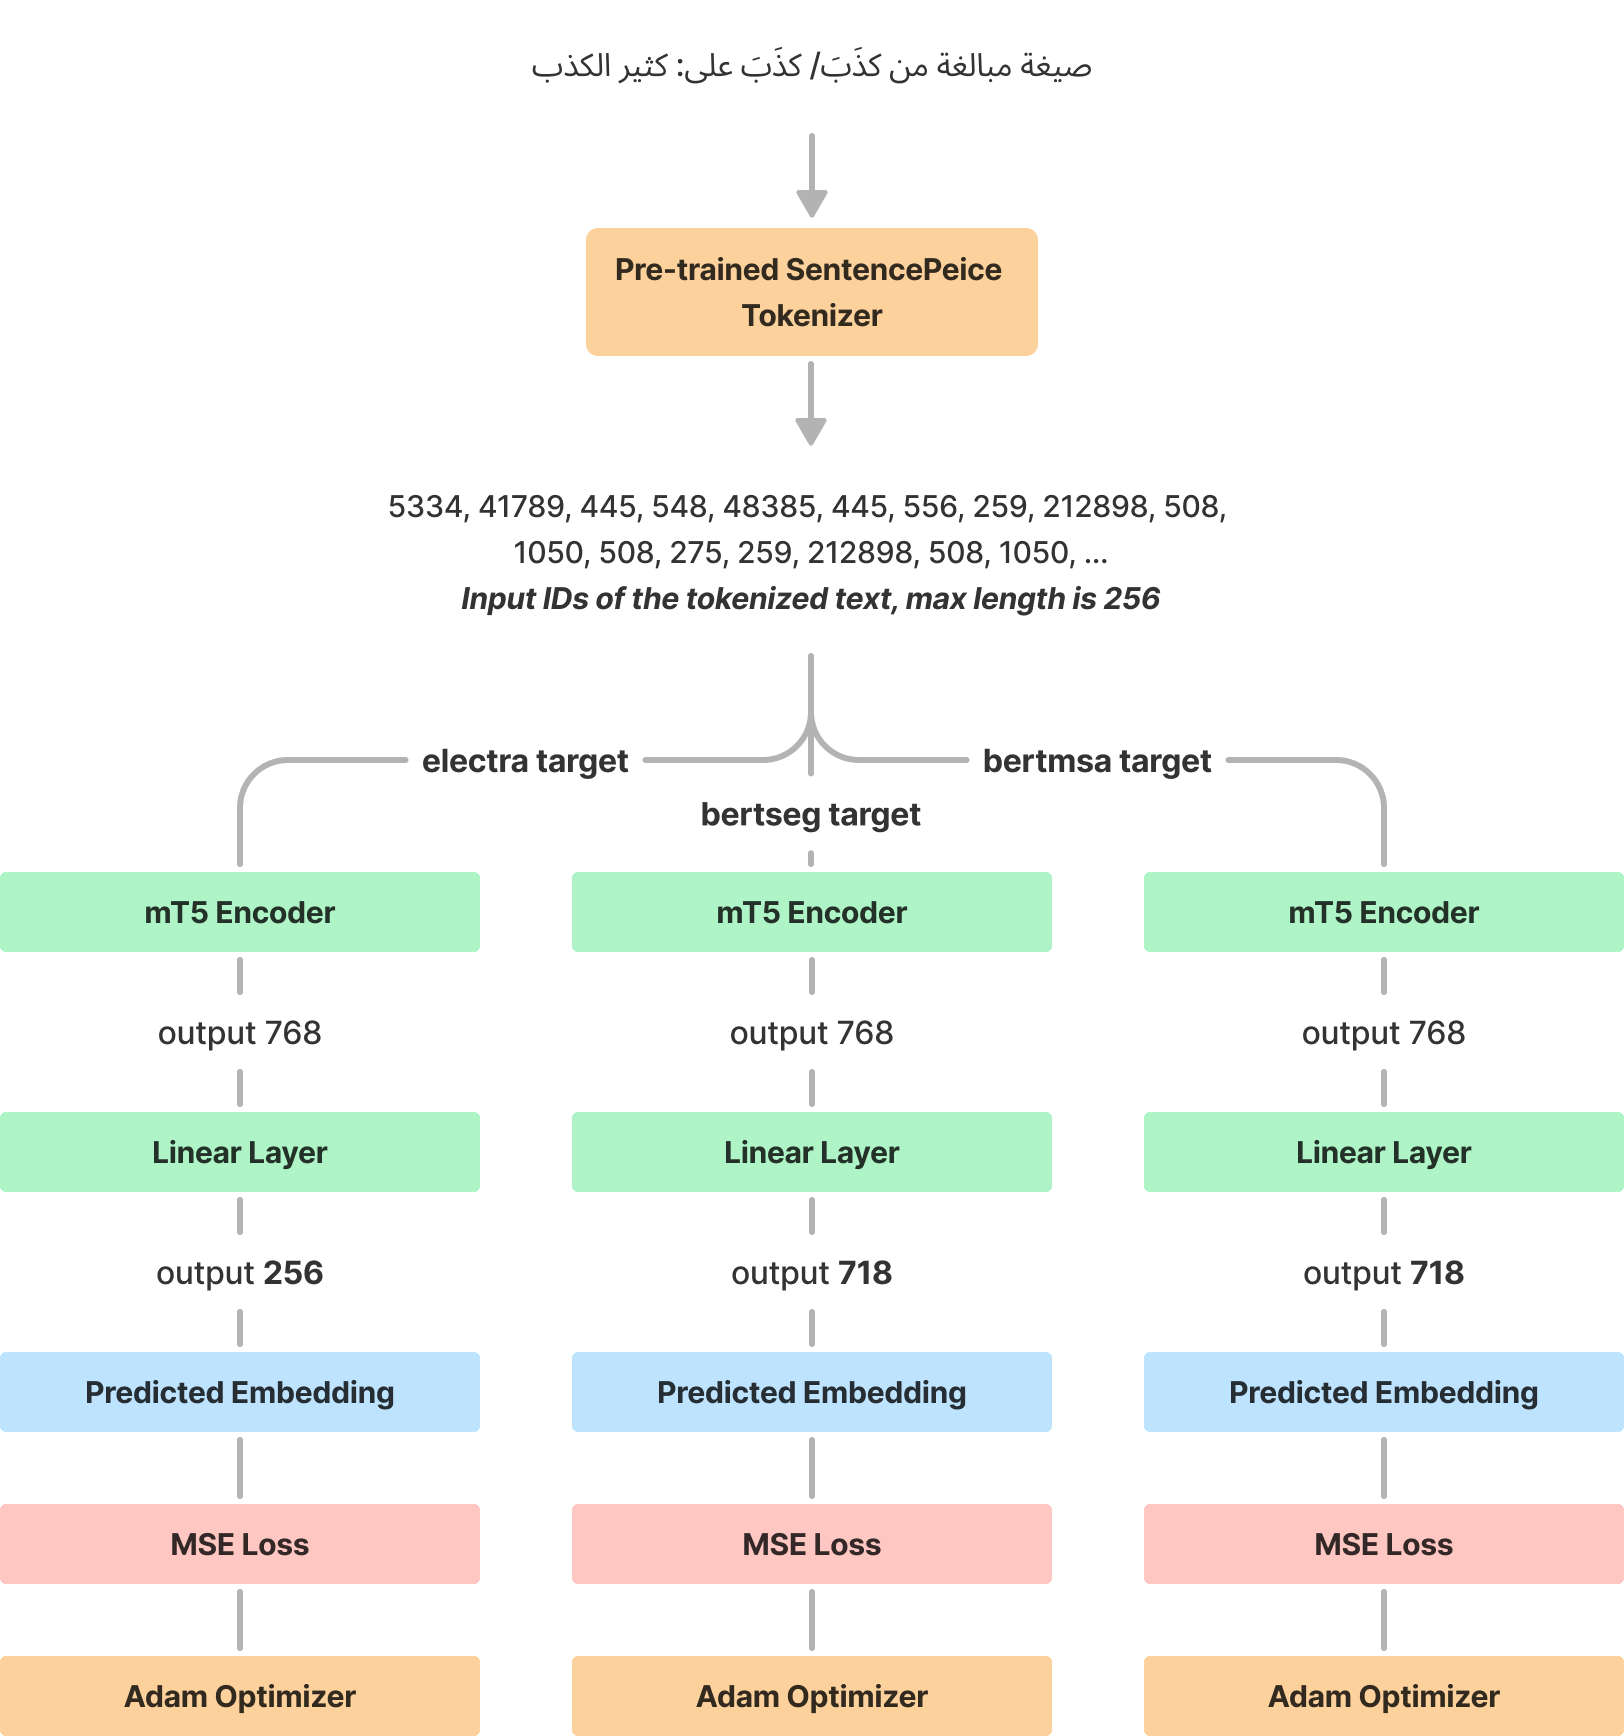 صيغة مبالغة من كذَبَ/ كذَبَ على: كثير الكذب
Pre-trained SentencePeice
Tokenizer
5334, 41789, 445, 548, 48385, 445, 556, 259, 212898, 508,
1050, 508, 275, 259, 212898, 508, 1050, ...
Input IDs of the tokenized text, max length is 256
electra target
bertmsa target
bertseg target
mT5 Encoder
mT5 Encoder
mT5 Encoder
output 768
output 768
output 768
Linear Layer
Linear Layer
Linear Layer
output 256
output 718
output 718
Predicted Embedding
Predicted Embedding
Predicted Embedding
MSE Loss
MSE Loss
MSE Loss
Adam Optimizer
Adam Optimizer
Adam Optimizer